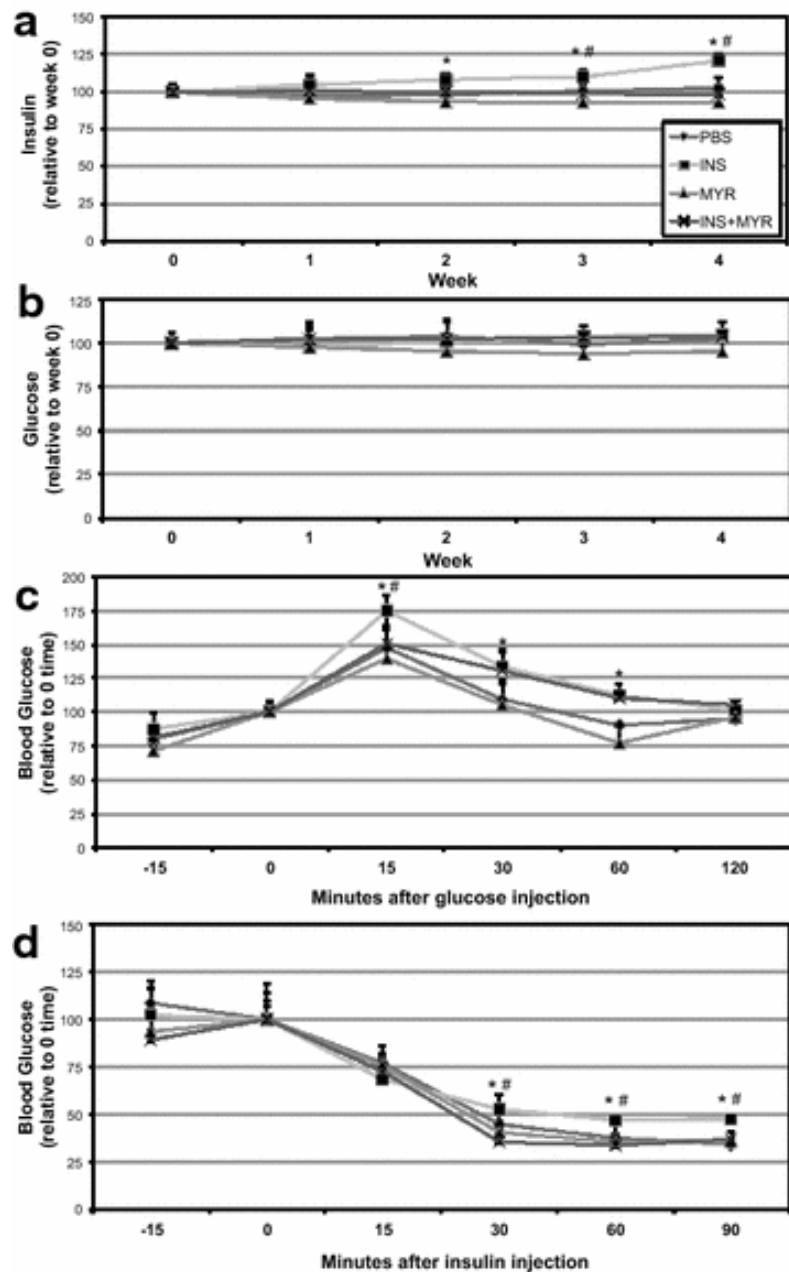 a
150
125
100
75
50
25
0
Insulin
(relative to week 0)
*
* #
* #
PBS
INS
MYR
INS+MYR
0 1 2 3 4
Week
b
125
100
75
50
25
0
Glucose
(relative to week 0)
0 1 2 3 4
Week
c
200
175
150
125
100
75
50
25
0
Blood Glucose
(relative to 0 time)
* #
*
*
-15 0 15 30 60 120
Minutes after glucose injection
d
150
125
100
75
50
25
0
Blood Glucose
(relative to 0 time)
* #
* #
* #
-15 0 15 30 60 90
Minutes after insulin injection